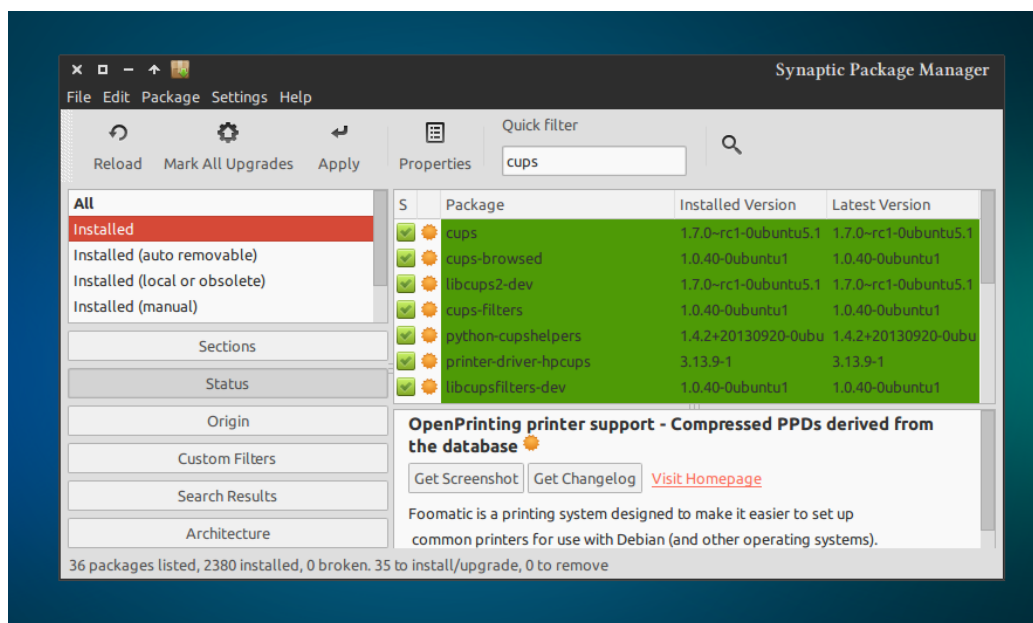 Synaptic Package Manager
File Edit Package Settings Help
Reload Mark All Upgrades Apply Properties Quick filter
cups
All
Installed
Installed (auto removable)
Installed (local or obsolete)
Installed (manual)
Sections
Status
Origin
Custom Filters
Search Results
Architecture
S Package Installed Version Latest Version
cups 1.7.0~rc1-0ubuntu5.1 1.7.0~rc1-0ubuntu5.1
cups-browsed 1.0.40-0ubuntu1 1.0.40-0ubuntu1
libcups2-dev 1.7.0~rc1-0ubuntu5.1 1.7.0~rc1-0ubuntu5.1
cups-filters 1.0.40-0ubuntu1 1.0.40-0ubuntu1
python-cupshelpers 1.4.2+20130920-0ubu 1.4.2+20130920-0ubu
printer-driver-hpcups 3.13.9-1 3.13.9-1
libcupsfilters-dev 1.0.40-0ubuntu1 1.0.40-0ubuntu1
OpenPrinting printer support - Compressed PPDs derived from
the database
Get Screenshot Get Changelog Visit Homepage
Foomatic is a printing system designed to make it easier to set up
common printers for use with Debian (and other operating systems).
36 packages listed, 2380 installed, 0 broken. 35 to install/upgrade, 0 to remove